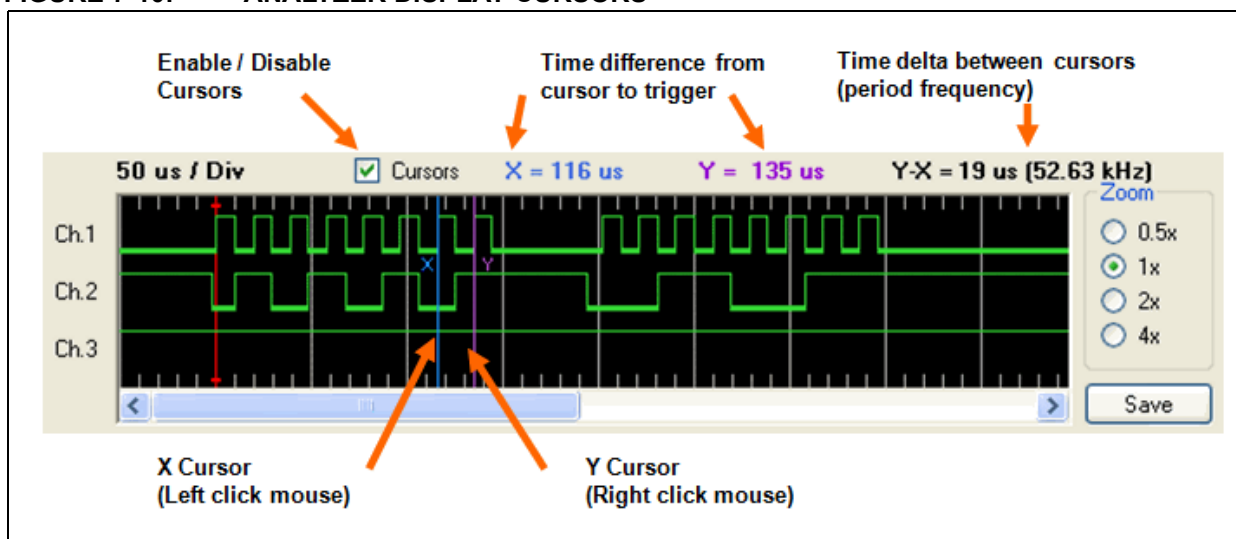 Enable / Disable
Cursors
Time difference from
cursor to trigger
Time delta between cursors
(period frequency)
50 us / Div
Cursors
X = 116 us
Y = 135 us
Y-X = 19 us (52.63 kHz)
Zoom
Ch.1
0.5x
X
Y
1x
Ch.2
2x
Ch.3
4x
Save
X Cursor
(Left click mouse)
Y Cursor
(Right click mouse)